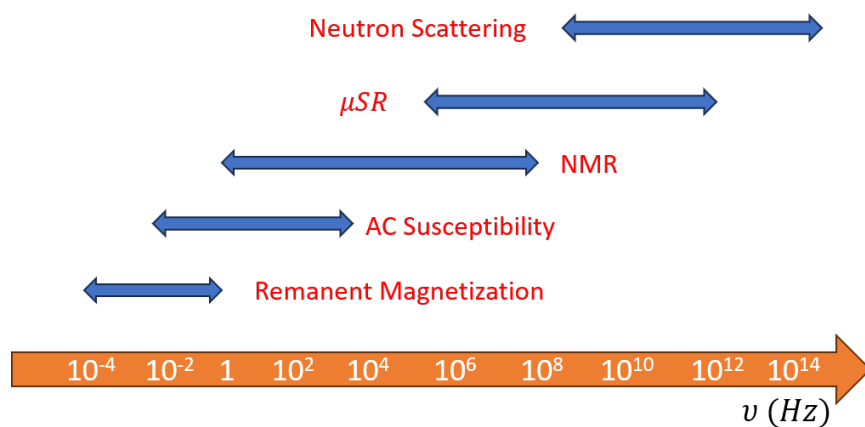 Neutron Scattering
μSR
NMR
AC Susceptibility
Remanent Magnetization
10⁻⁴ 10⁻² 1 10² 10⁴ 10⁶ 10⁸ 10¹⁰ 10¹² 10¹⁴
υ (Hz)